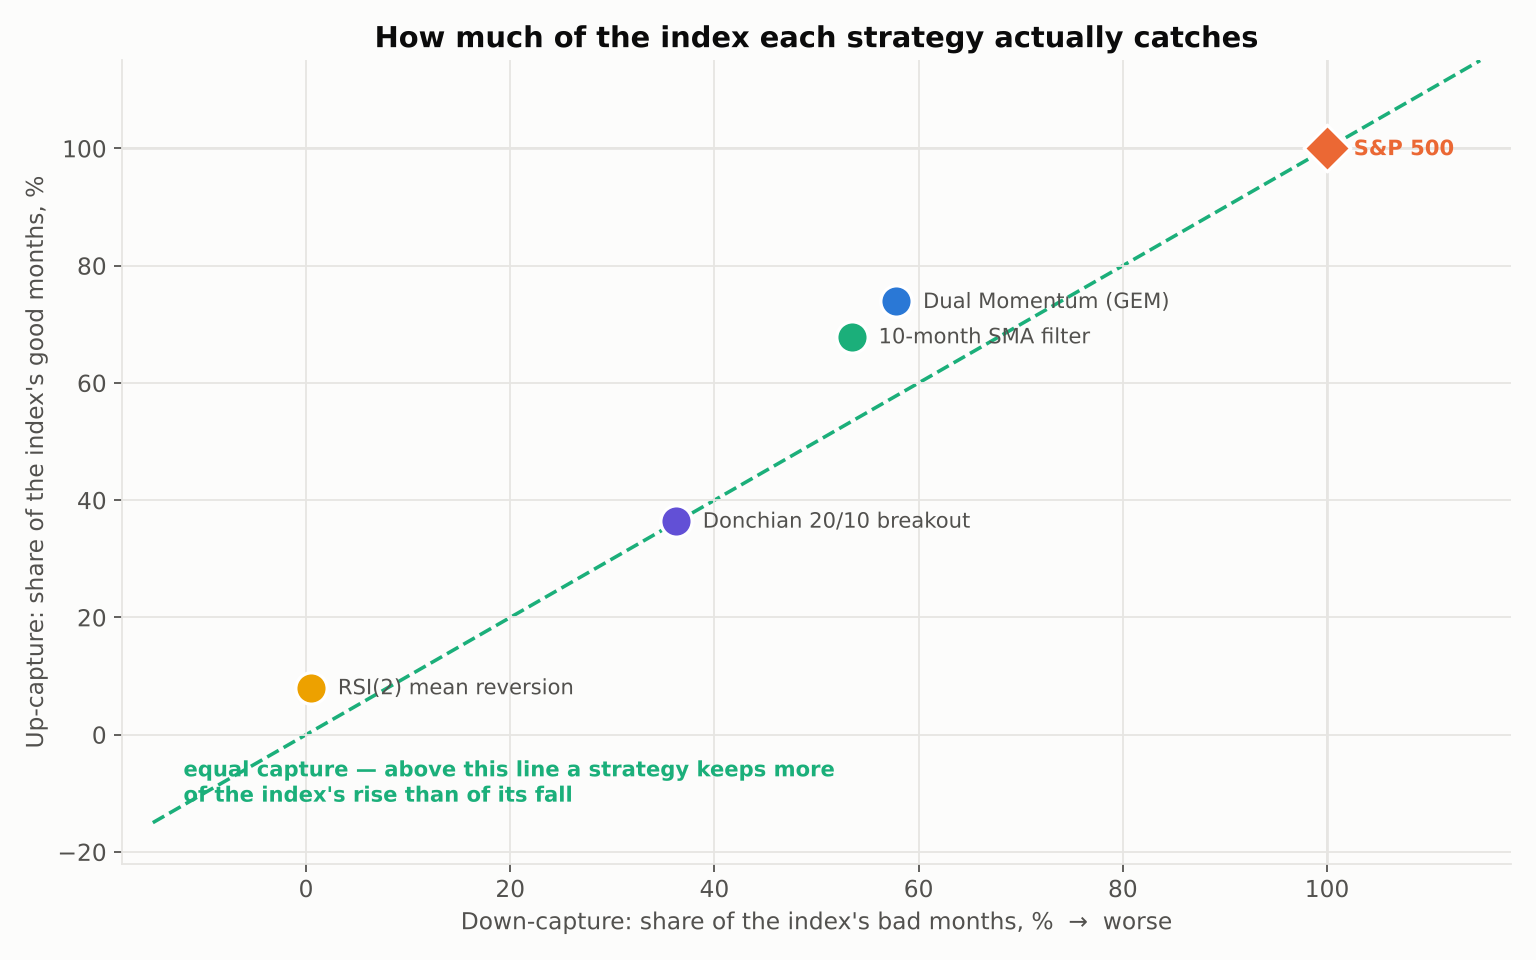 How much of the index each strategy actually catches
Up-capture: share of the index's good months, %
100
80
60
40
20
0
−20
S&P 500
Dual Momentum (GEM)
10-month SMA filter
Donchian 20/10 breakout
RSI(2) mean reversion
equal capture — above this line a strategy keeps more
of the index's rise than of its fall
0 20 40 60 80 100
Down-capture: share of the index's bad months, % → worse